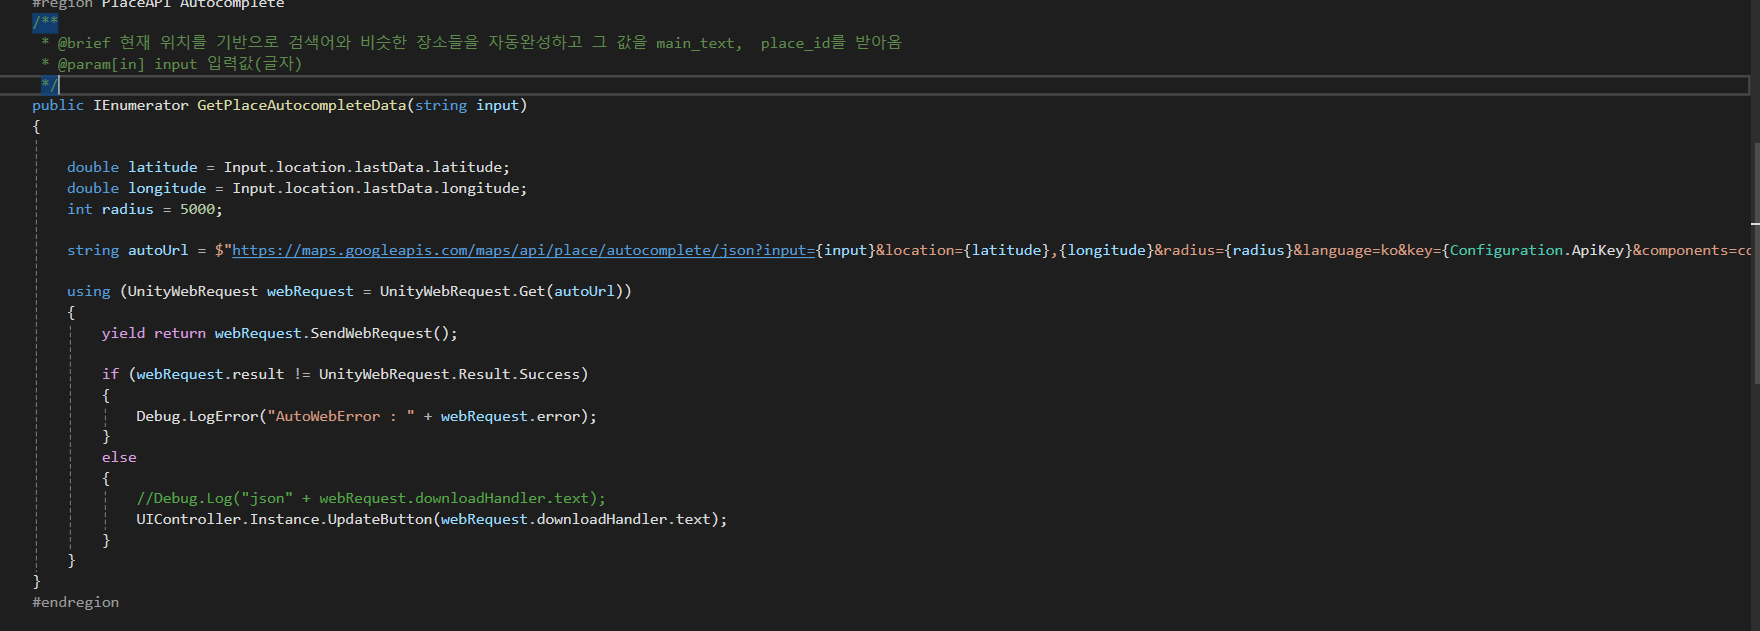 #region PlaceAPI Autocomplete
/**
 * @brief 현재 위치를 기반으로 검색어와 비슷한 장소들을 자동완성하고 그 값을 main_text,  place_id를 받아옴
 * @param[in] input 입력값(글자)
 */
public IEnumerator GetPlaceAutocompleteData(string input)
{
    double latitude = Input.location.lastData.latitude;
    double longitude = Input.location.lastData.longitude;
    int radius = 5000;
    string autoUrl = $"https://maps.googleapis.com/maps/api/place/autocomplete/json?input={input}&location={latitude},{longitude}&radius={radius}&language=ko&key={Configuration.ApiKey}&components=co
    using (UnityWebRequest webRequest = UnityWebRequest.Get(autoUrl))
    {
        yield return webRequest.SendWebRequest();
        if (webRequest.result != UnityWebRequest.Result.Success)
        {
            Debug.LogError("AutoWebError : " + webRequest.error);
        }
        else
        {
            //Debug.Log("json" + webRequest.downloadHandler.text);
            UIController.Instance.UpdateButton(webRequest.downloadHandler.text);
        }
    }
}
#endregion